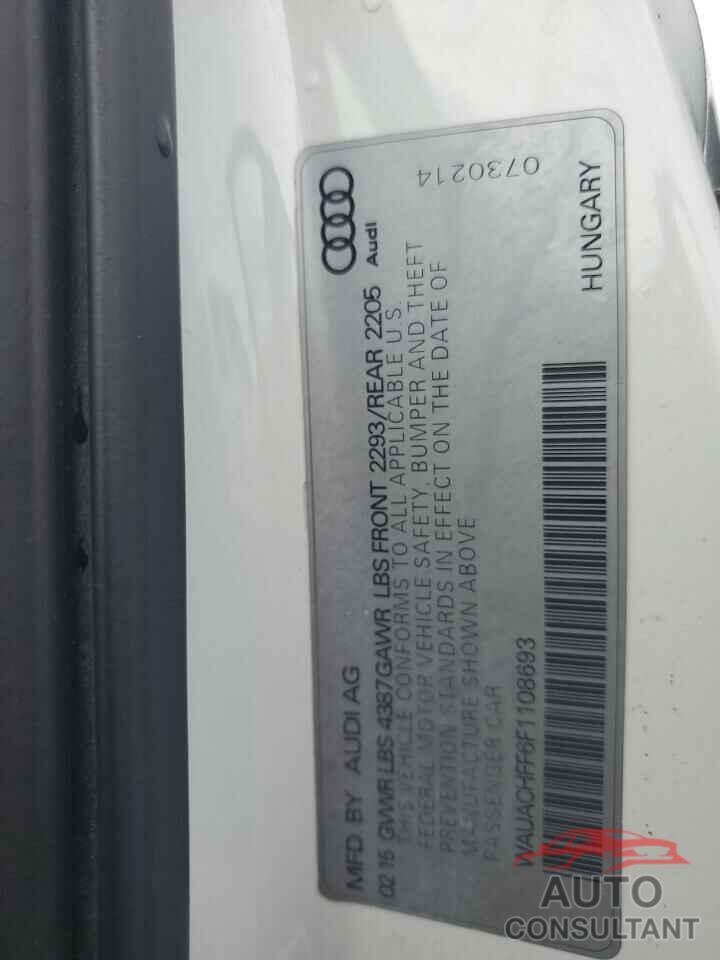 MFD. BY AUDI AG
02 15 GVWR LBS 4387 GAWR LBS FRONT 2293/REAR 2205
Audi
THIS VEHICLE CONFORMS TO ALL APPLICABLE U.S.
FEDERAL MOTOR VEHICLE SAFETY, BUMPER AND THEFT
PREVENTION STANDARDS IN EFFECT ON THE DATE OF
MANUFACTURE SHOWN ABOVE
PASSENGER CAR
0730214
WAUACHFF6F1108693
HUNGARY
AUTO
CONSULTANT